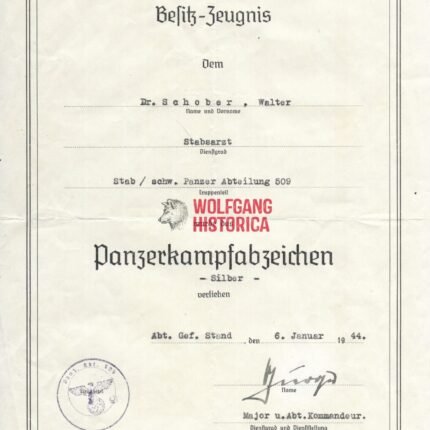 Besitz-Zeugnis
Dem
Dr. Schober , Walter
Name und Vorname
Stabsarzt
Dienstgrad
Stab / schw. Panzer Abteilung 509
Truppenteil
WOLFGANG
HISTORICA
Panzerkampfabzeichen
- Silber -
verliehen
Abt. Gef. Stand , den 6. Januar 1944.
Name
Major u.Abt.Kommandeur.
Dienstgrad und Dienststellung